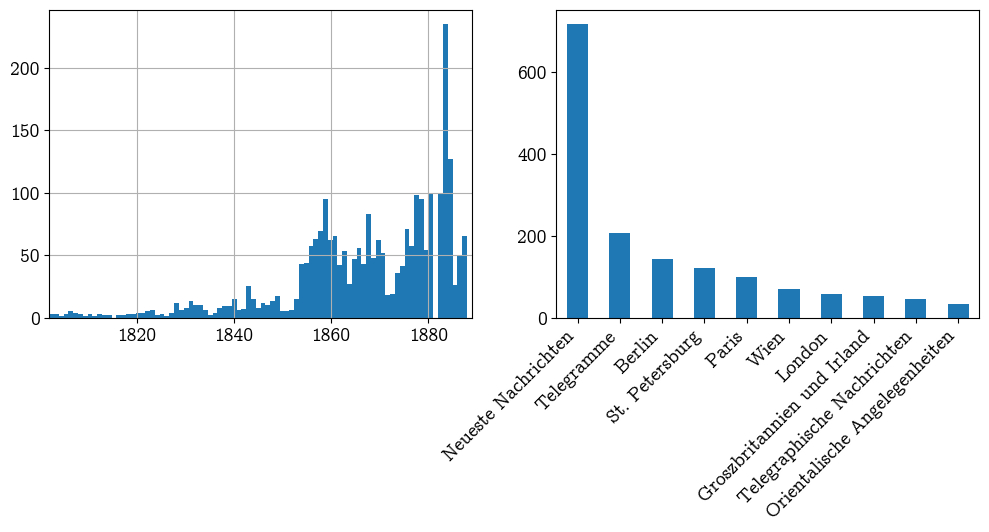 200
150
100
50
0
1820 1840 1860 1880
600
400
200
0
Neueste Nachrichten
Telegramme
Berlin
St. Petersburg
Paris
Wien
London
Groszbritannien und Irland
Telegraphische Nachrichten
Orientalische Angelegenheiten